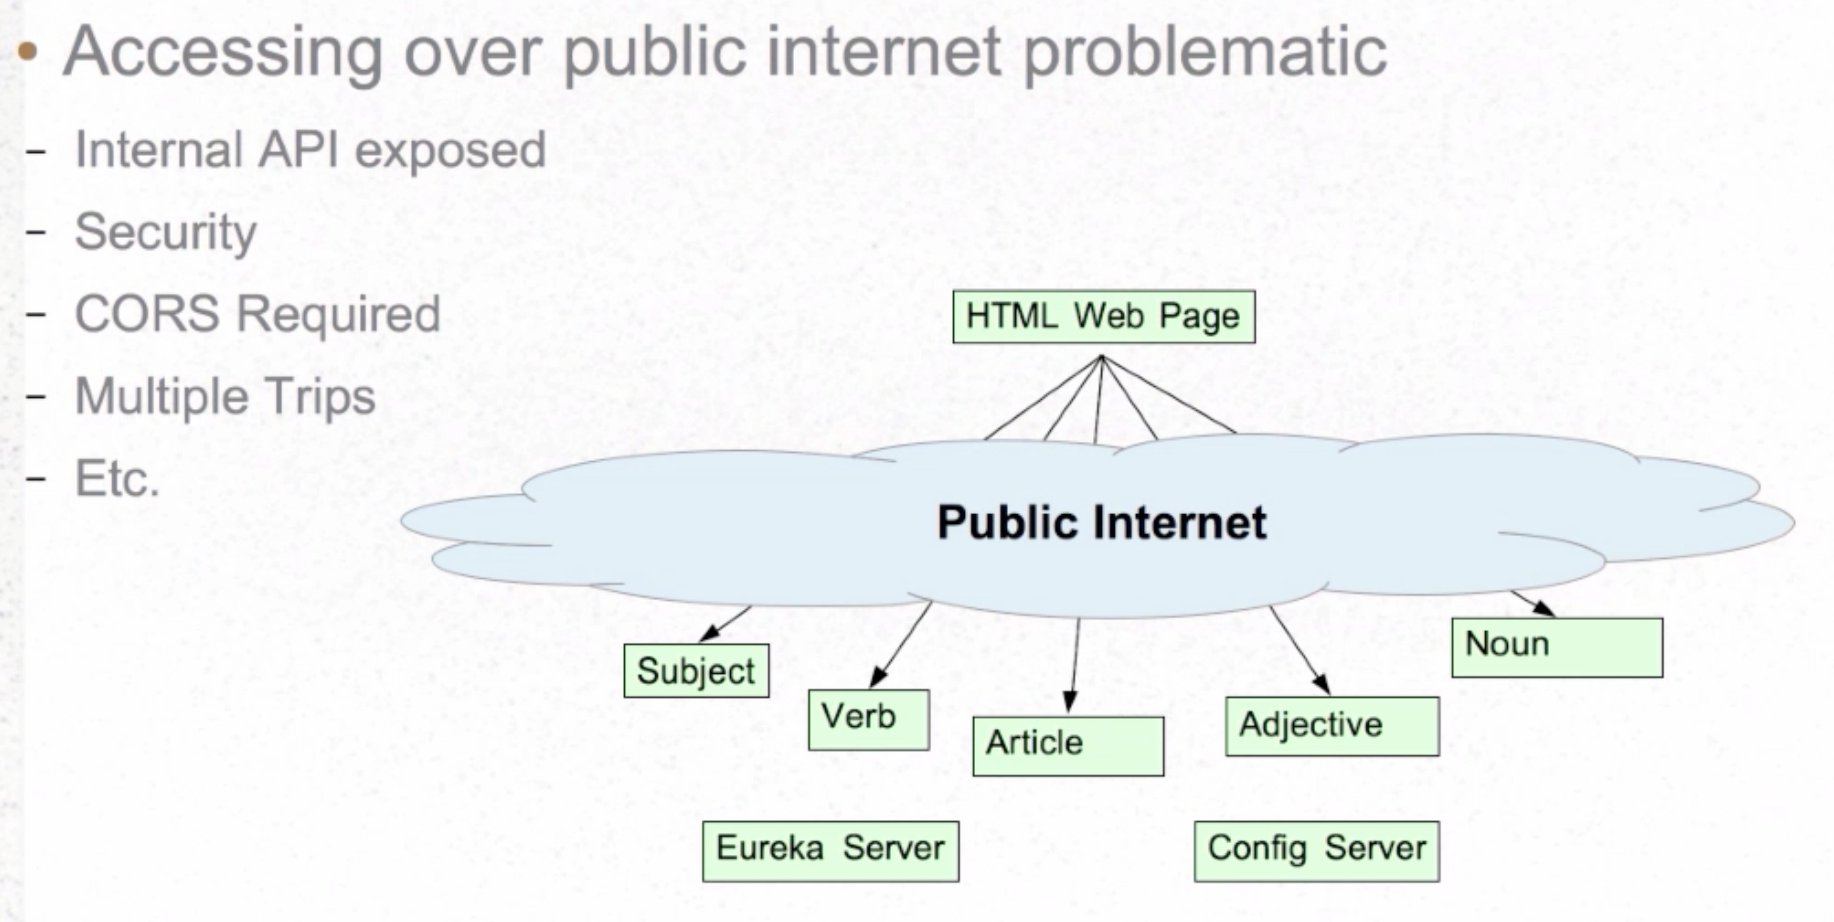 • Accessing over public internet problematic
– Internal API exposed
– Security
– CORS Required
– Multiple Trips
– Etc.
HTML Web Page
Public Internet
Subject
Verb
Article
Adjective
Noun
Eureka Server
Config Server